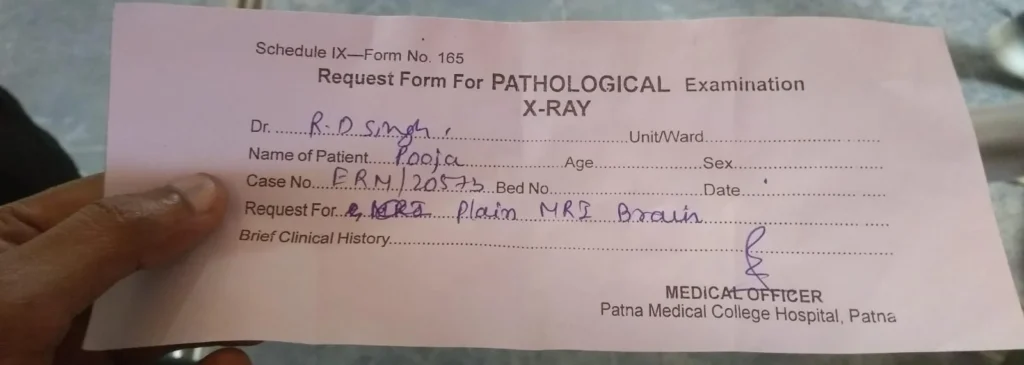 Schedule IX—Form No. 165
Request Form For PATHOLOGICAL Examination
X-RAY
Dr. R.D Singh, Unit/Ward
Name of Patient Pooja Age Sex
Case No. ERM/20573 Bed No. Date
Request For Plain MRI Brain
Brief Clinical History
MEDICAL OFFICER
Patna Medical College Hospital, Patna